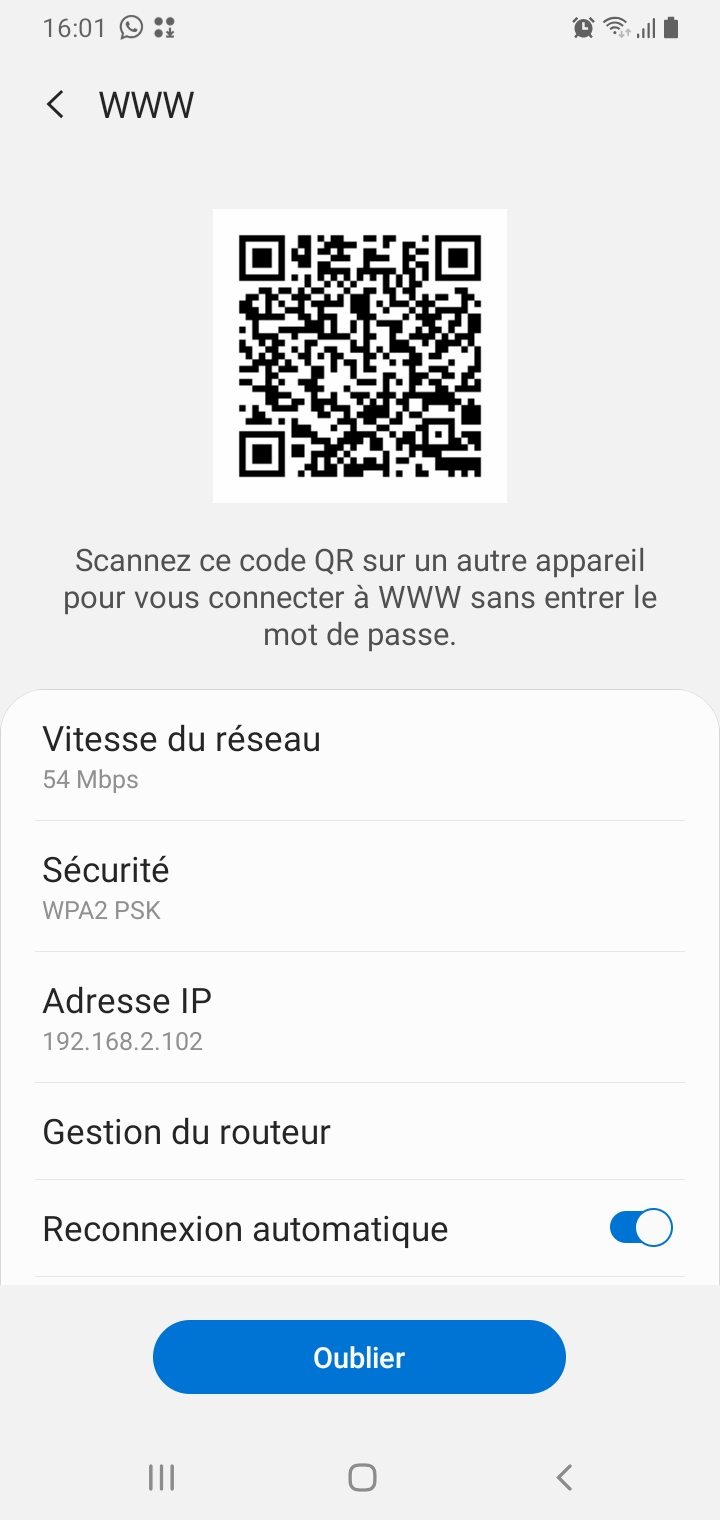 16:01
WWW
Scannez ce code QR sur un autre appareil
pour vous connecter à WWW sans entrer le
mot de passe.
Vitesse du réseau
54 Mbps
Sécurité
WPA2 PSK
Adresse IP
192.168.2.102
Gestion du routeur
Reconnexion automatique
Oublier